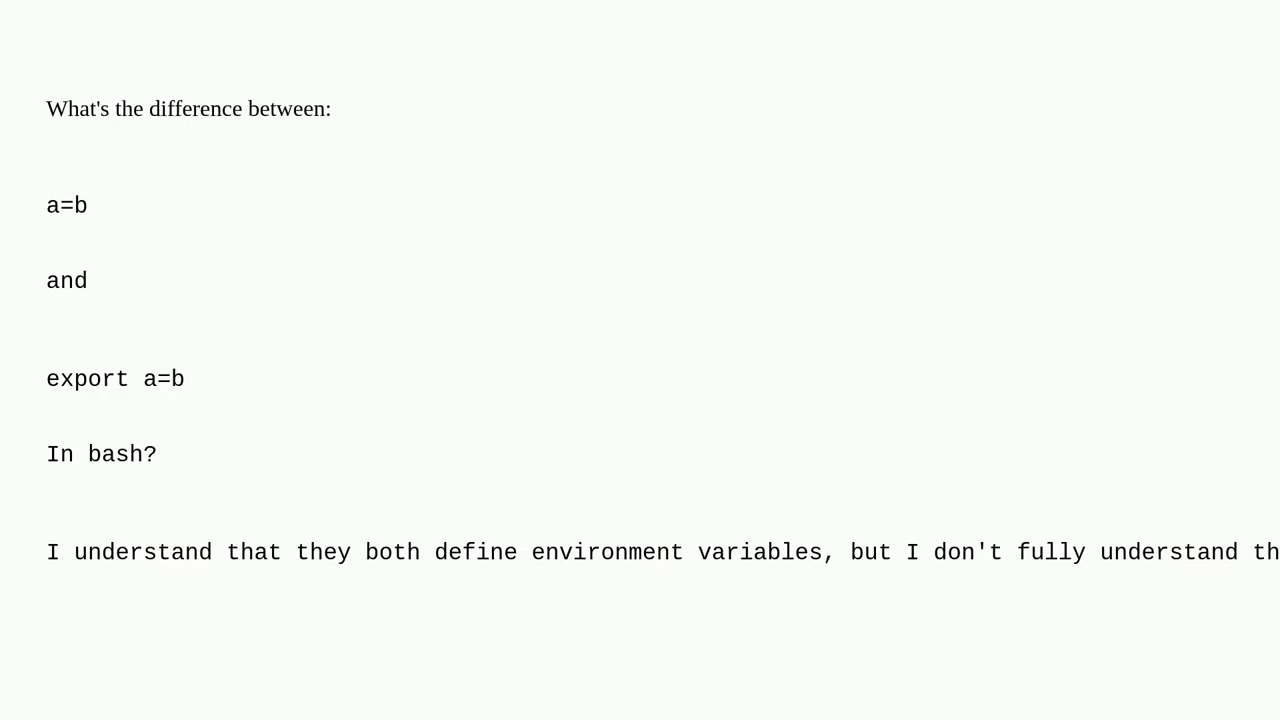 What's the difference between:
a=b
and
export a=b
In bash?
I understand that they both define environment variables, but I don't fully understand